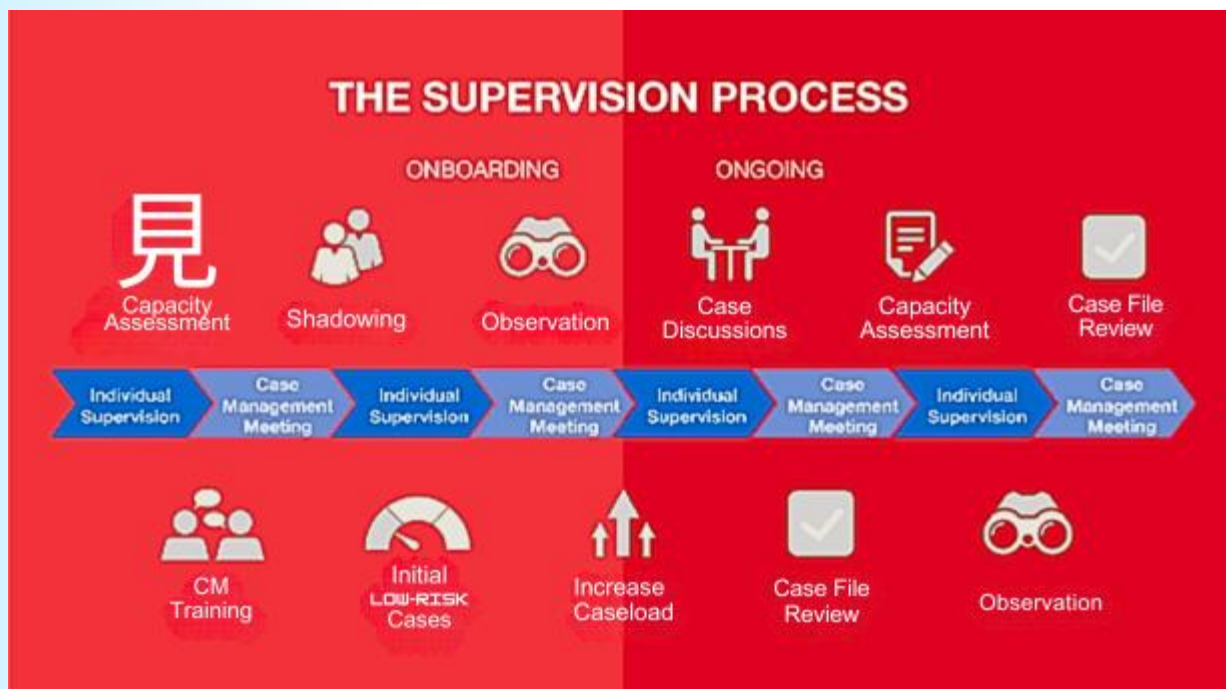 THE SUPERVISION PROCESS
ONBOARDING
ONGOING
見
Capacity
Assessment
Shadowing
Observation
Case
Discussions
Capacity
Assessment
Case File
Review
Individual
Supervision
Case
Management
Meeting
Individual
Supervision
Case
Management
Meeting
Individual
Supervision
Case
Management
Meeting
Individual
Supervision
Case
Management
Meeting
CM
Training
Initial
LOW-RISK
Cases
Increase
Caseload
Case File
Review
Observation